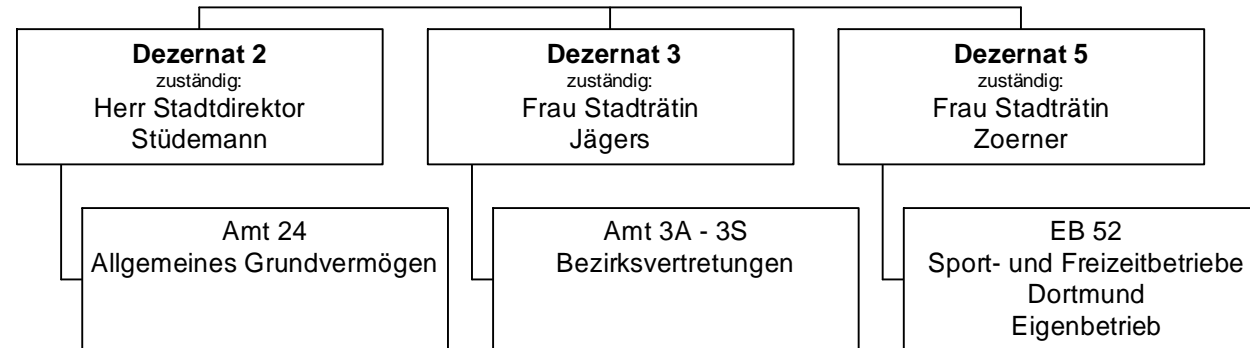 Dezernat 2
zuständig:
Herr Stadtdirektor
Stüdemann
Dezernat 3
zuständig:
Frau Stadträtin
Jägers
Dezernat 5
zuständig:
Frau Stadträtin
Zoerner
Amt 24
Allgemeines Grundvermögen
Amt 3A - 3S
Bezirksvertretungen
EB 52
Sport- und Freizeitbetriebe
Dortmund
Eigenbetrieb